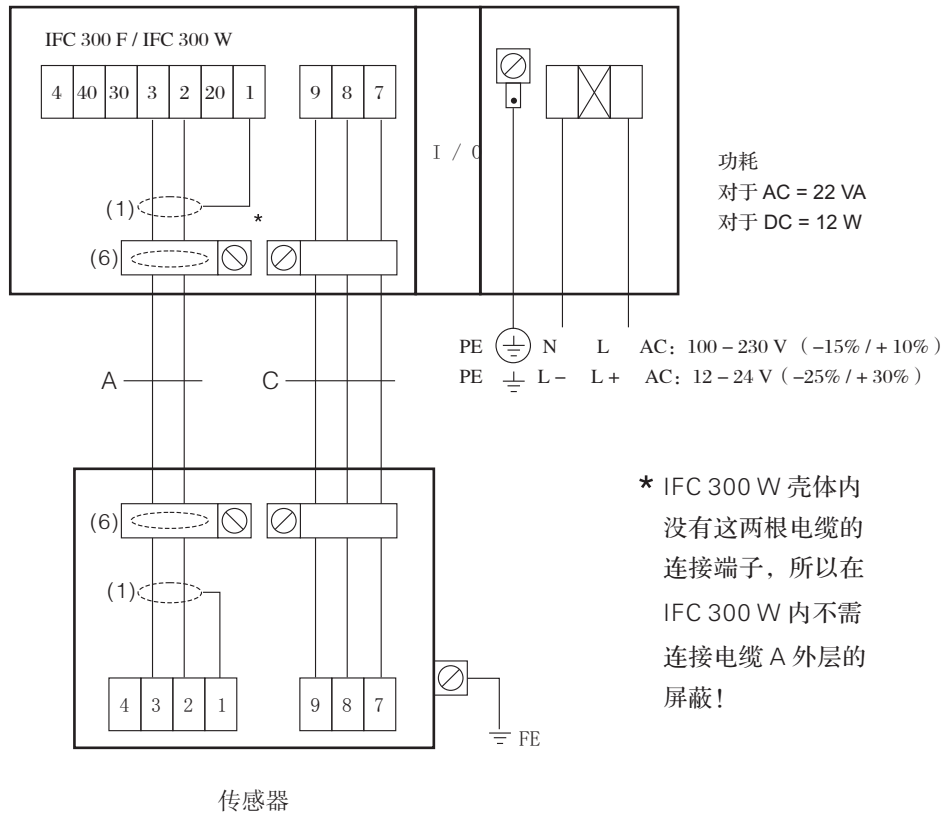 IFC 300 F / IFC 300 W
4 40 30 3 2 20 1 9 8 7
I / O
功耗
对于 AC = 22 VA
对于 DC = 12 W
(1)
*
(6)
PE N L AC: 100 – 230 V （–15% / + 10%）
PE L – L + AC: 12 – 24 V（–25% / + 30%）
A C
* IFC 300 W 壳体内
没有这两根电缆的
连接端子，所以在
IFC 300 W 内不需
连接电缆 A 外层的
屏蔽！
(6)
(1)
4 3 2 1 9 8 7
FE
传感器